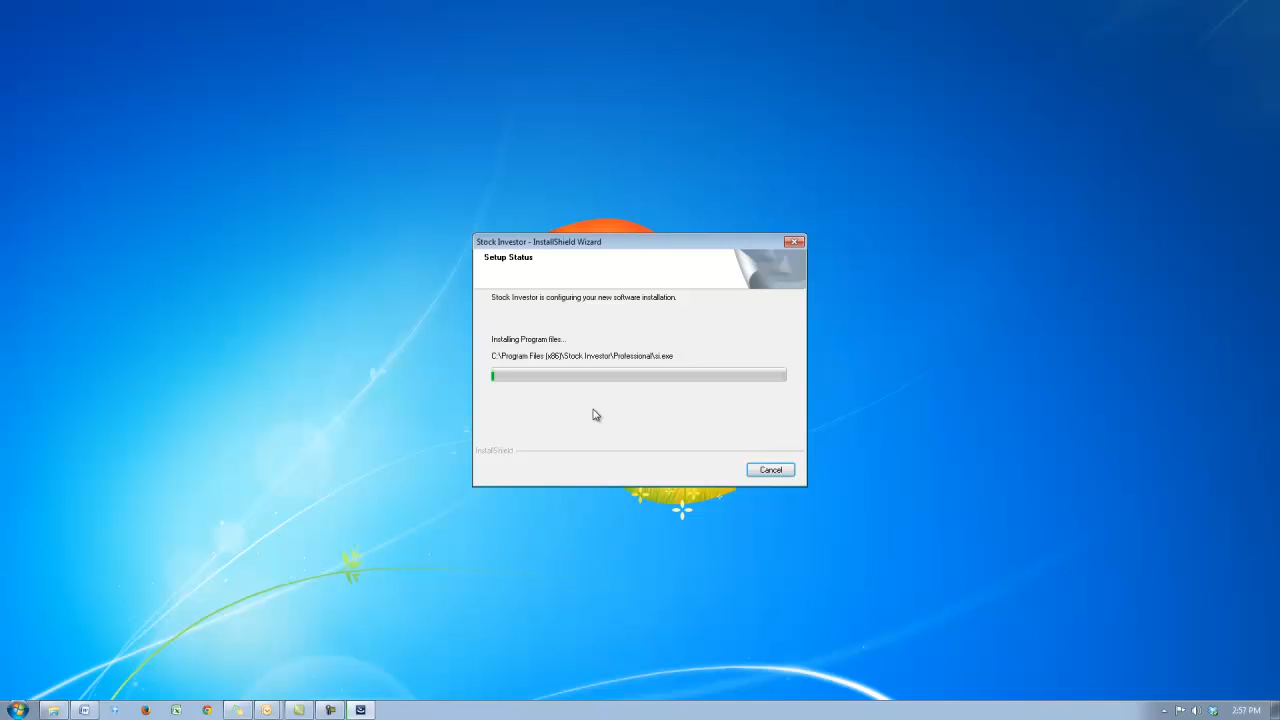 Stock Investor - InstallShield Wizard
Setup Status
Stock Investor is configuring your new software installation.
Installing Program files...
C:\Program Files (x86)\Stock Investor\Professional\si.exe
InstallShield
Cancel
2:57 PM